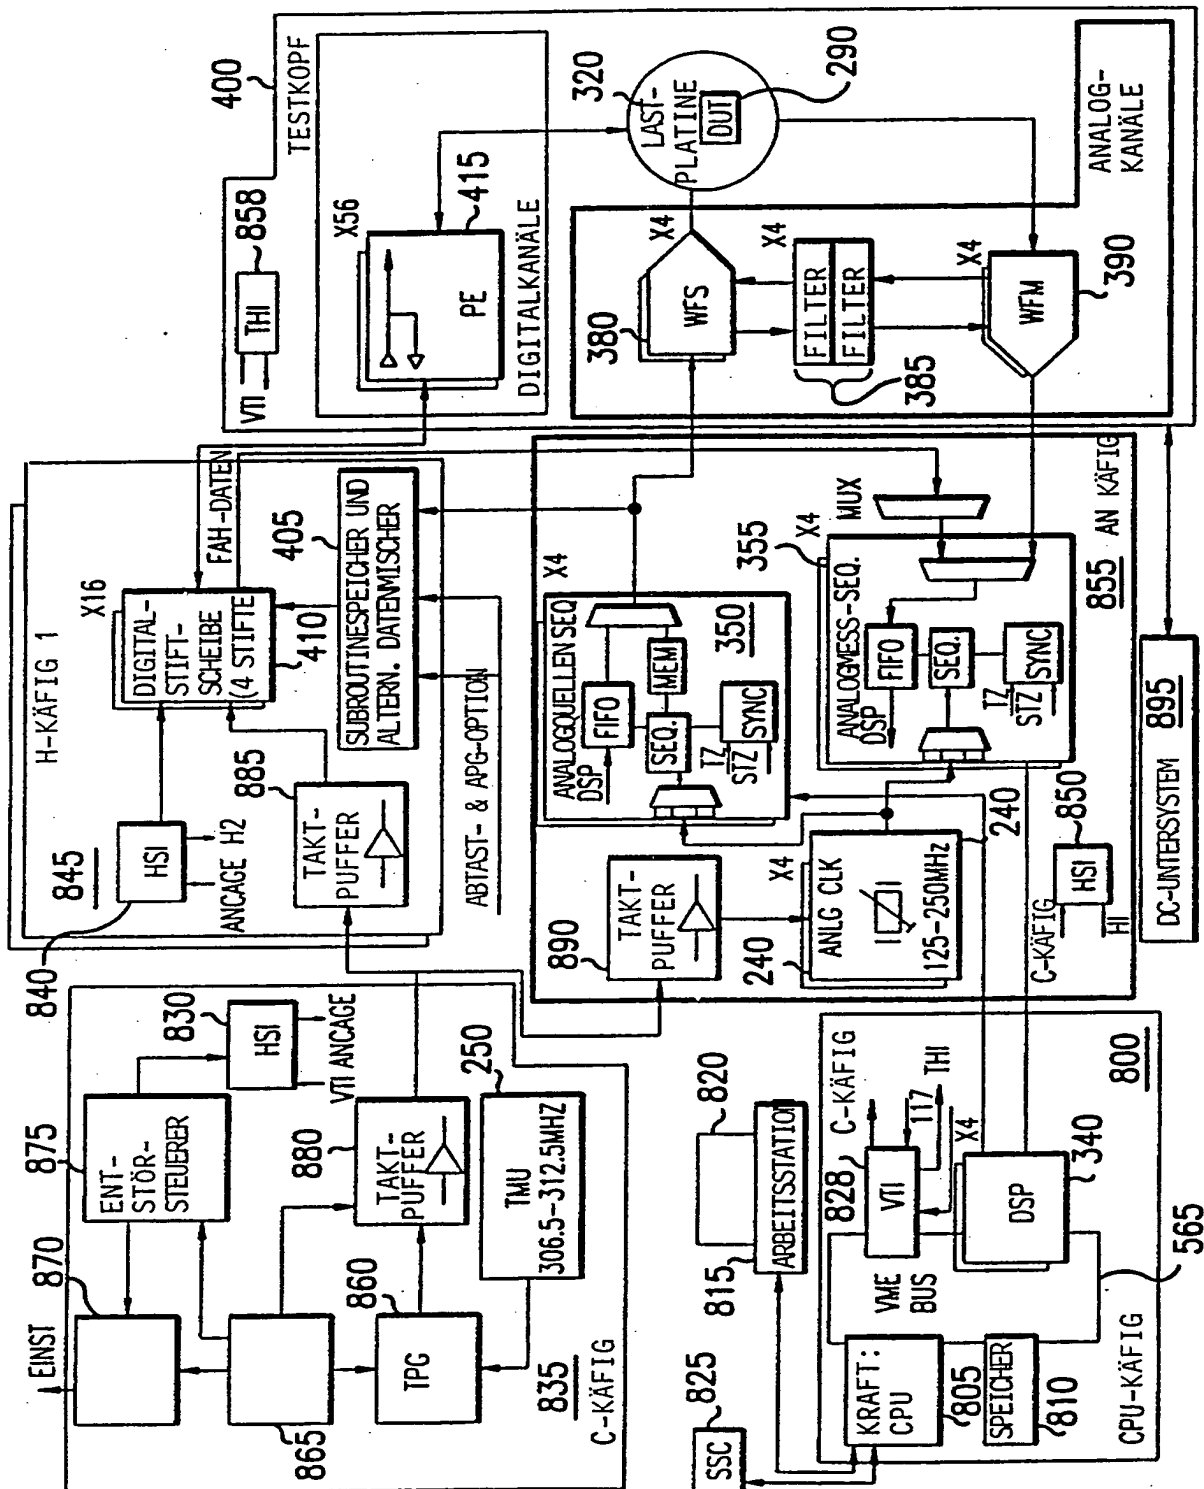 EINST
870
875
ENT-
STÖR-
STEUERER
830
HSI
VTI ANCAGE
865
860
TPG
880
TAKT-
PUFFER
250
TMU
306.5-312.5MHZ
835
C-KÄFIG
H-KÄFIG 1
845
840
HSI
ANCAGE H2
885
TAKT-
PUFFER
X16
DIGITAL-
STIFT-
SCHEIBE
(4 STIFTE
410
FAH-DATEN
405
SUBROUTINESPEICHER UND
ALTERN. DATENMISCHER
ABTAST- & APG-OPTION
400
TESTKOPF
VTI
THI
858
X56
PE
415
DIGITALKANÄLE
320
LAST-
PLATINE
DUT
290
380
WFS
X4
X4
FILTER
FILTER
385
X4
WFM
390
ANALOG-
KANÄLE
890
TAKT-
PUFFER
X4
ANLG CLK
125-250MHZ
240
240
X4
ANALOGQUELLEN SEQ
DSP
FIFO
MEM
SEQ.
SYNC
TZ
STZ
350
X4
355
MUX
ANALOGMESS-SEQ.
DSP
FIFO
SEQ.
SYNC
TZ
STZ
855
AN KÄFIG
C-KÄFIG
HSI
HI
850
DC-UNTERSYSTEM
895
SSC
825
815
820
ARBEITSSTATION
800
C-KÄFIG
828
VTI
117
THI
VME
BUS
X4
DSP
340
565
KRAFT:
CPU
805
SPEICHER
810
CPU-KÄFIG